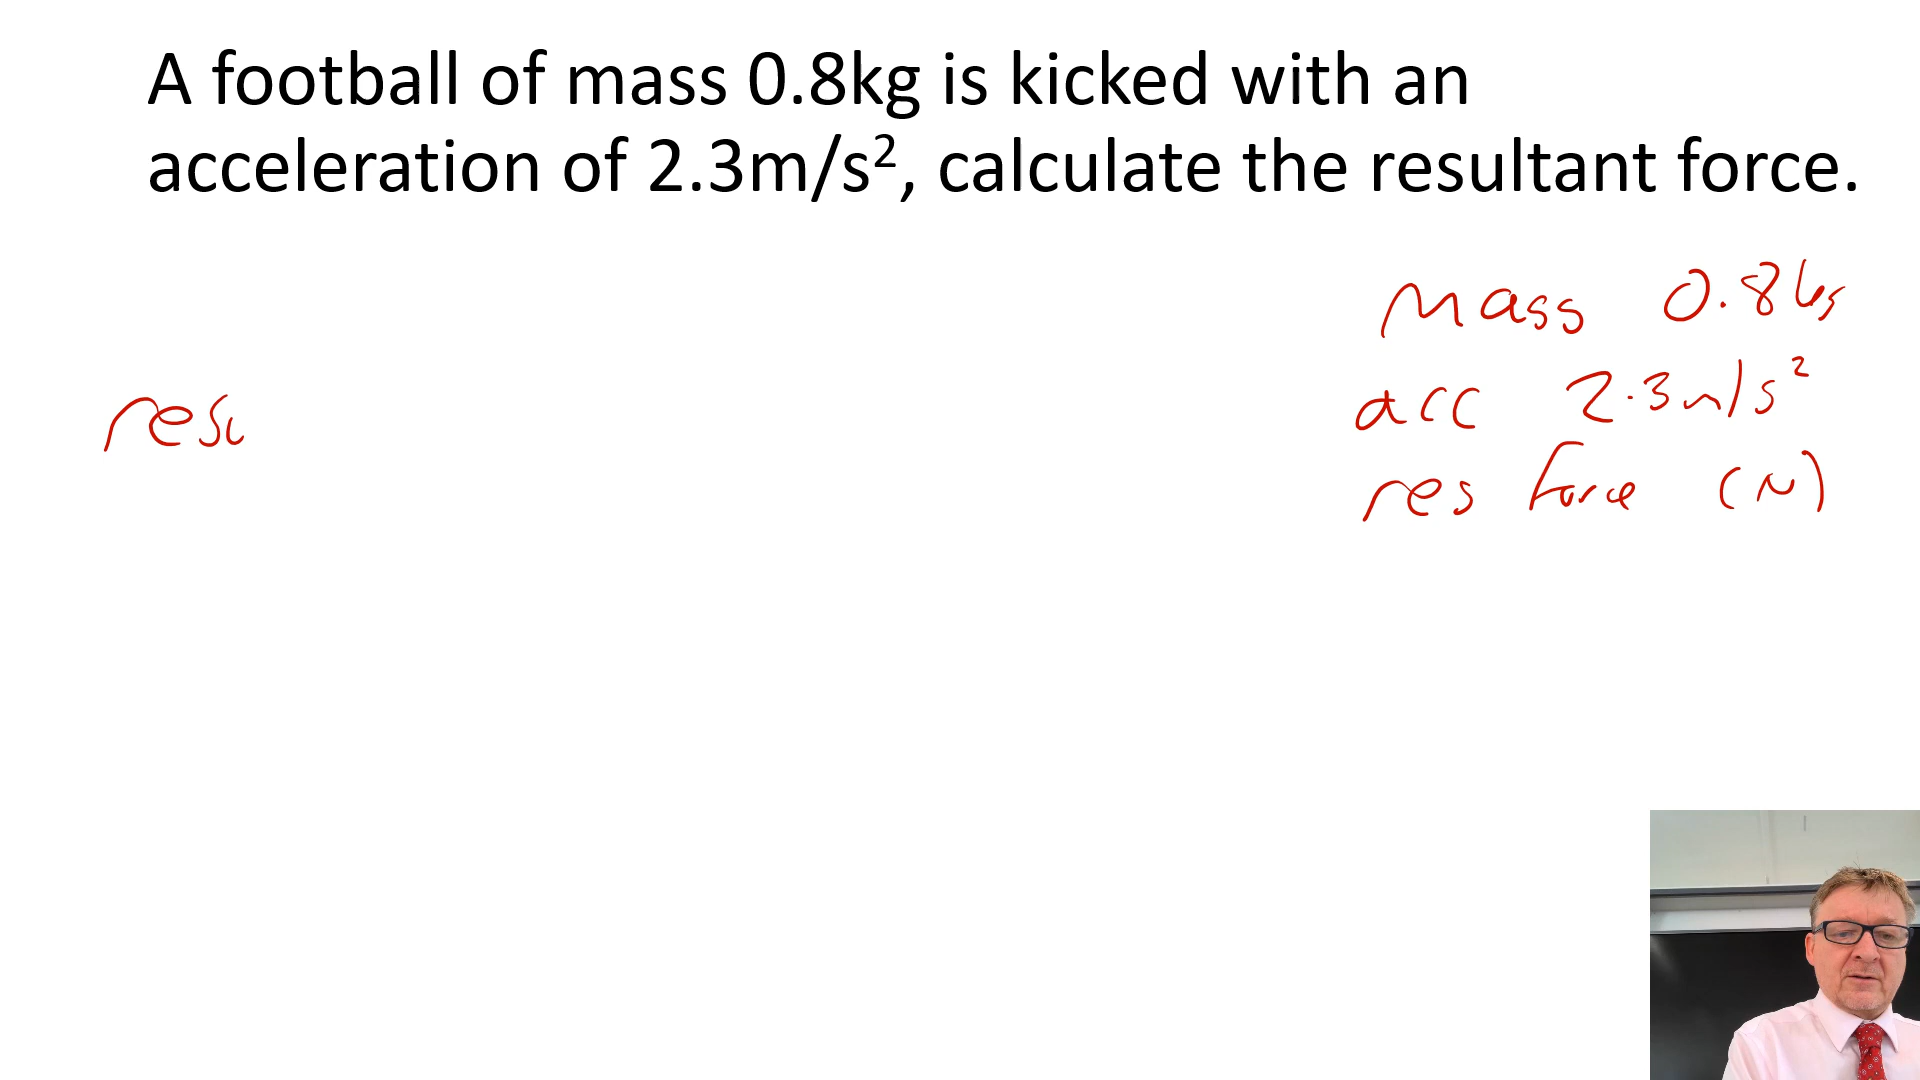 A football of mass 0.8kg is kicked with an
acceleration of 2.3m/s², calculate the resultant force.
mass 0.8kg
acc 2.3m/s²
res force (N)
resu